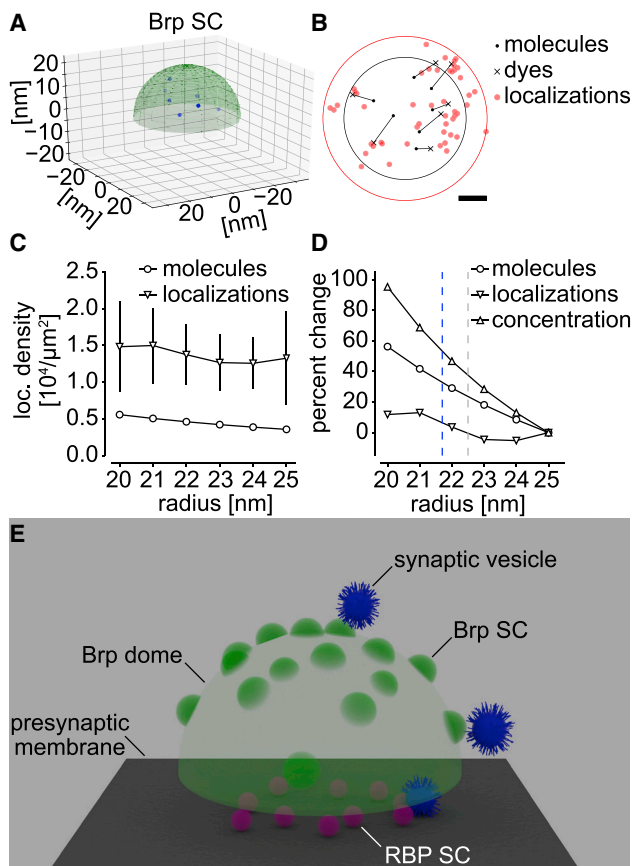 A
Brp SC
20
10
0
-10
-20
[nm]
−20
0
20
[nm]
20
0
−20
[nm]
B
molecules
dyes
localizations
C
molecules
localizations
2.5
2.0
1.5
1.0
0.5
0.0
loc. density
[10⁴/μm²]
20 21 22 23 24 25
radius [nm]
D
molecules
localizations
concentration
100
80
60
40
20
0
percent change
20 21 22 23 24 25
radius [nm]
E
synaptic vesicle
Brp SC
Brp dome
presynaptic
membrane
RBP SC